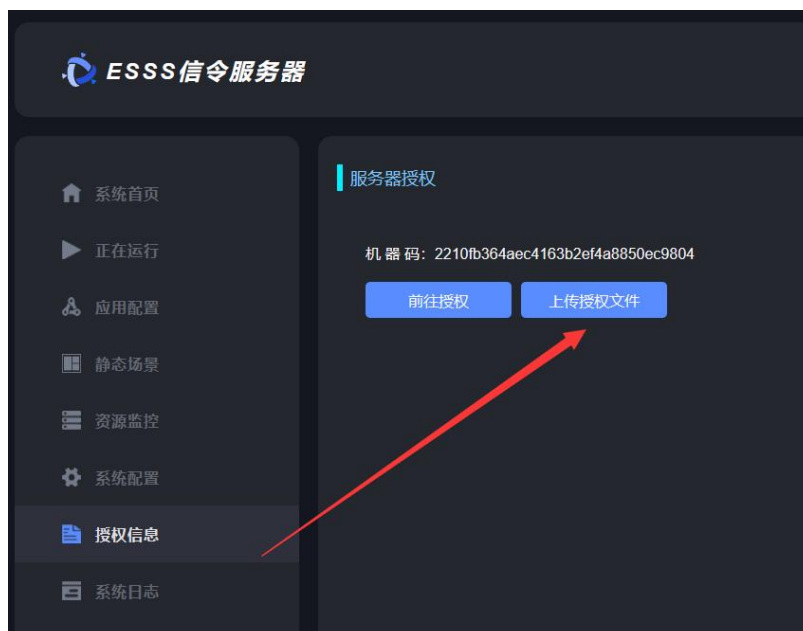 ESSS信令服务器
系统首页
正在运行
应用配置
静态场景
资源监控
系统配置
授权信息
系统日志
服务器授权
机 器 码：2210fb364aec4163b2ef4a8850ec9804
前往授权
上传授权文件